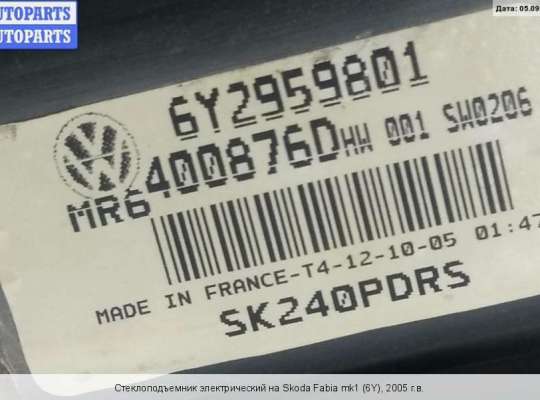 AUTOPARTS
AUTOPARTS
Дата: 05.09
6Y2959801
MR6400876D HW 001 SW0206
MADE IN FRANCE-T4-12-10-05 01:47
SK240PDRS
Стеклоподъемник электрический на Skoda Fabia mk1 (6Y), 2005 г.в.